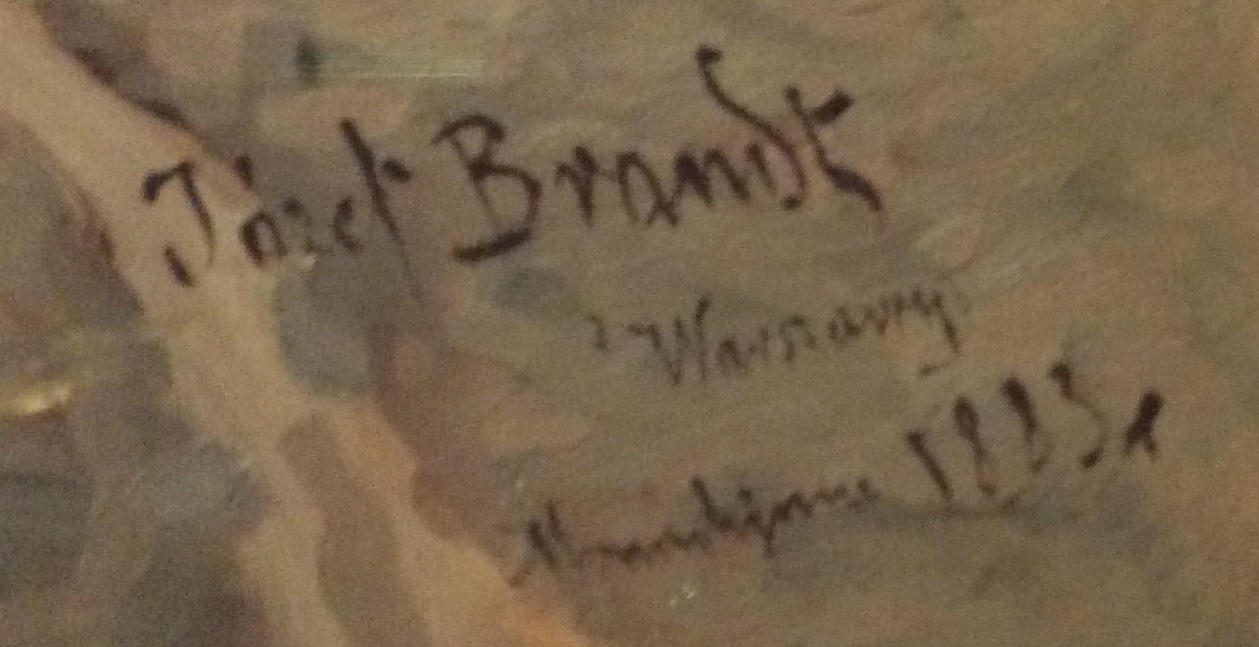 Józef Brandt
z Warszawy.
1883 r